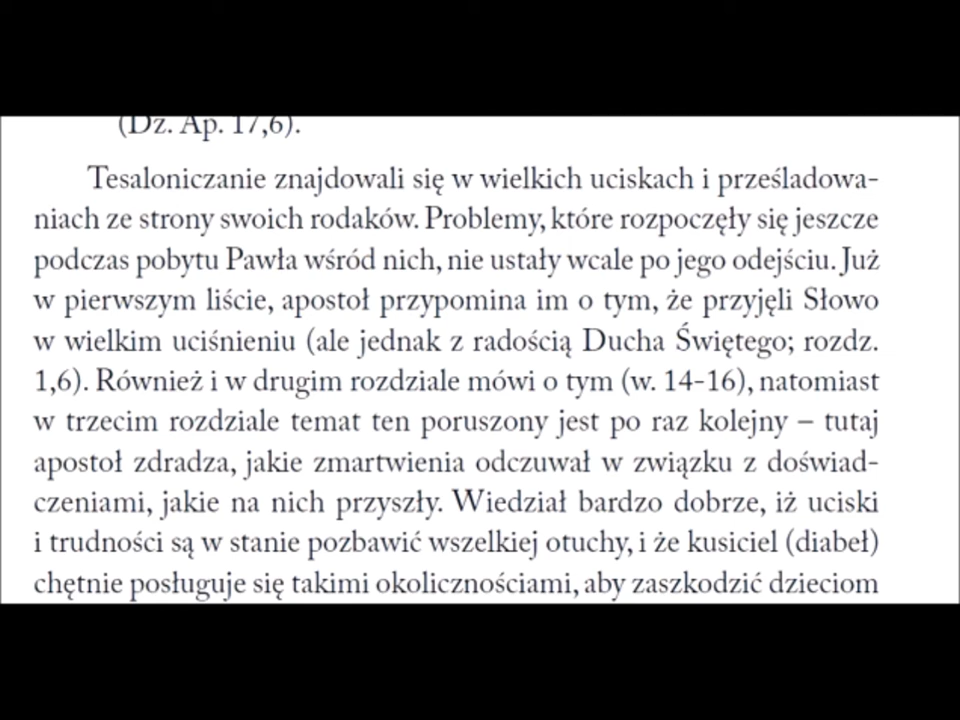 (Dz. Ap. 17,6).
Tesaloniczanie znajdowali się w wielkich uciskach i prześladowa-
niach ze strony swoich rodaków. Problemy, które rozpoczęły się jeszcze
podczas pobytu Pawła wśród nich, nie ustały wcale po jego odejściu. Już
w pierwszym liście, apostoł przypomina im o tym, że przyjęli Słowo
w wielkim uciśnieniu (ale jednak z radością Ducha Świętego; rozdz.
1,6). Również i w drugim rozdziale mówi o tym (w. 14-16), natomiast
w trzecim rozdziale temat ten poruszony jest po raz kolejny – tutaj
apostoł zdradza, jakie zmartwienia odczuwał w związku z doświad-
czeniami, jakie na nich przyszły. Wiedział bardzo dobrze, iż uciski
i trudności są w stanie pozbawić wszelkiej otuchy, i że kusiciel (diabeł)
chętnie posługuje się takimi okolicznościami, aby zaszkodzić dzieciom